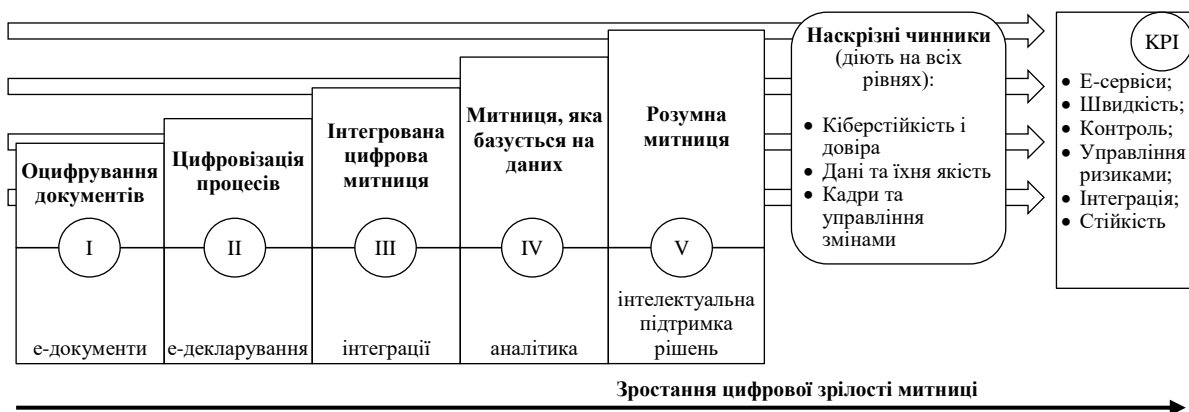 Оцифрування
документів
I
е-документи
Цифровізація
процесів
II
е-декларування
Інтегрована
цифрова
митниця
III
інтеграції
Митниця, яка
базується на
даних
IV
аналітика
Розумна
митниця
V
інтелектуальна
підтримка
рішень
Наскрізні чинники
(діють на всіх
рівнях):
• Кіберстійкість і
довіра
• Дані та їхня якість
• Кадри та
управління
змінами
KPI
• Е-сервіси;
• Швидкість;
• Контроль;
• Управління
ризиками;
• Інтеграція;
• Стійкість
Зростання цифрової зрілості митниці